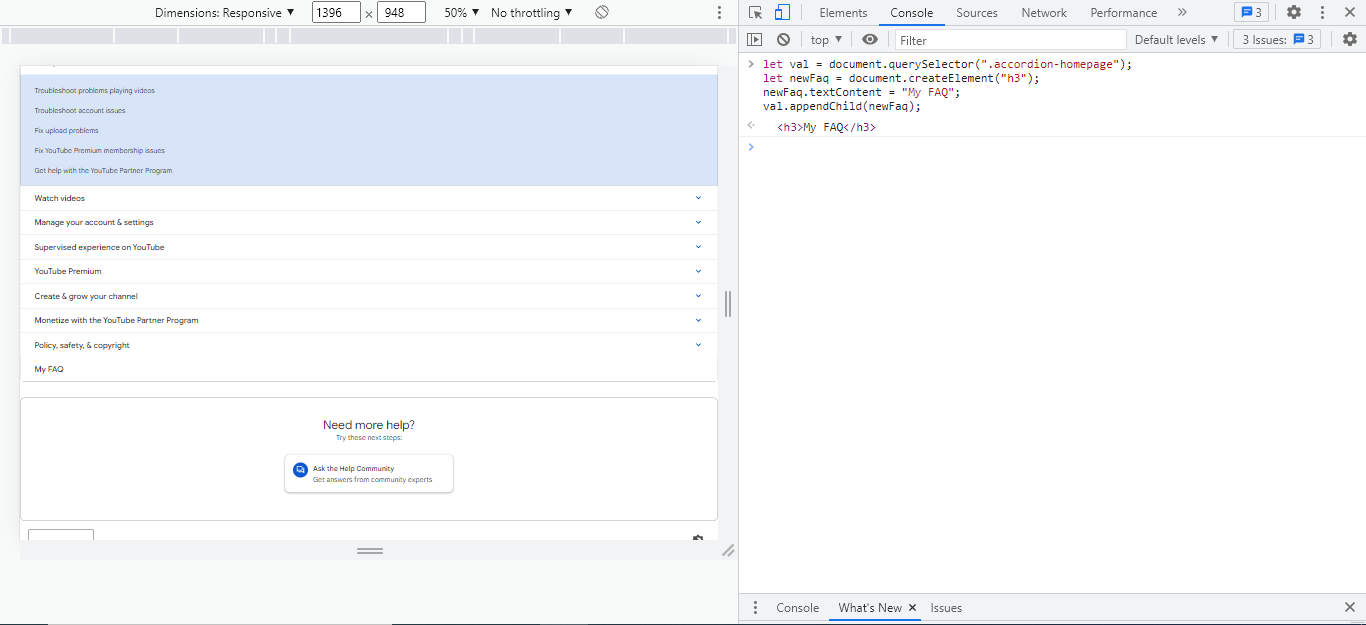 Dimensions: Responsive ▼ 1396 × 948 50% ▼ No throttling ▼
Troubleshoot problems playing videos
Troubleshoot account issues
Fix upload problems
Fix YouTube Premium membership issues
Get help with the YouTube Partner Program
Watch videos
Manage your account & settings
Supervised experience on YouTube
YouTube Premium
Create & grow your channel
Monetize with the YouTube Partner Program
Policy, safety, & copyright
My FAQ
Need more help?
Try these next steps:
Ask the Help Community
Get answers from community experts
Elements Console Sources Network Performance » 3
top ▼ Filter Default levels ▼ 3 Issues: 3
let val = document.querySelector(".accordion-homepage");
let newFaq = document.createElement("h3");
newFaq.textContent = "My FAQ";
val.appendChild(newFaq);
<h3>My FAQ</h3>
Console What's New × Issues